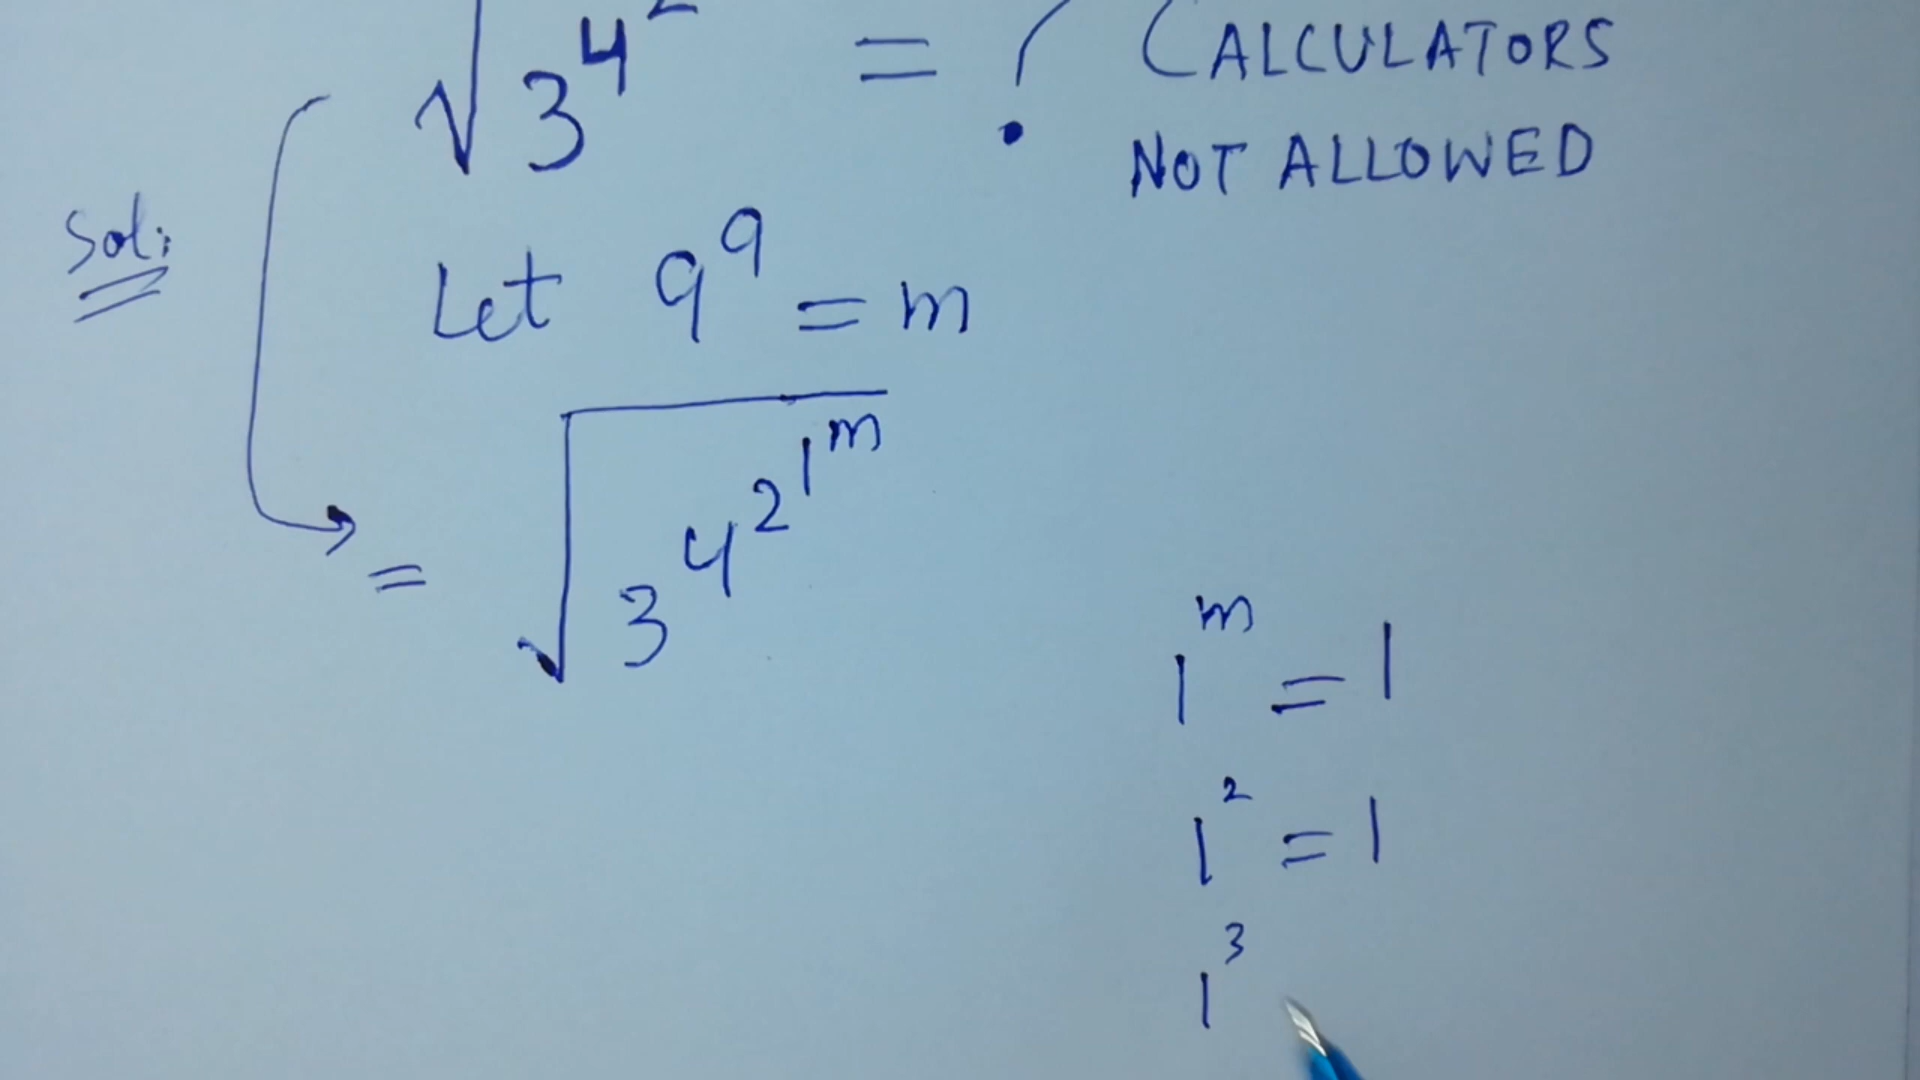 √3^4^2 = ? CALCULATORS
NOT ALLOWED
Sol:
Let 9^9 = m
= √3^4^2^1^m
1^m = 1
1^2 = 1
1^3